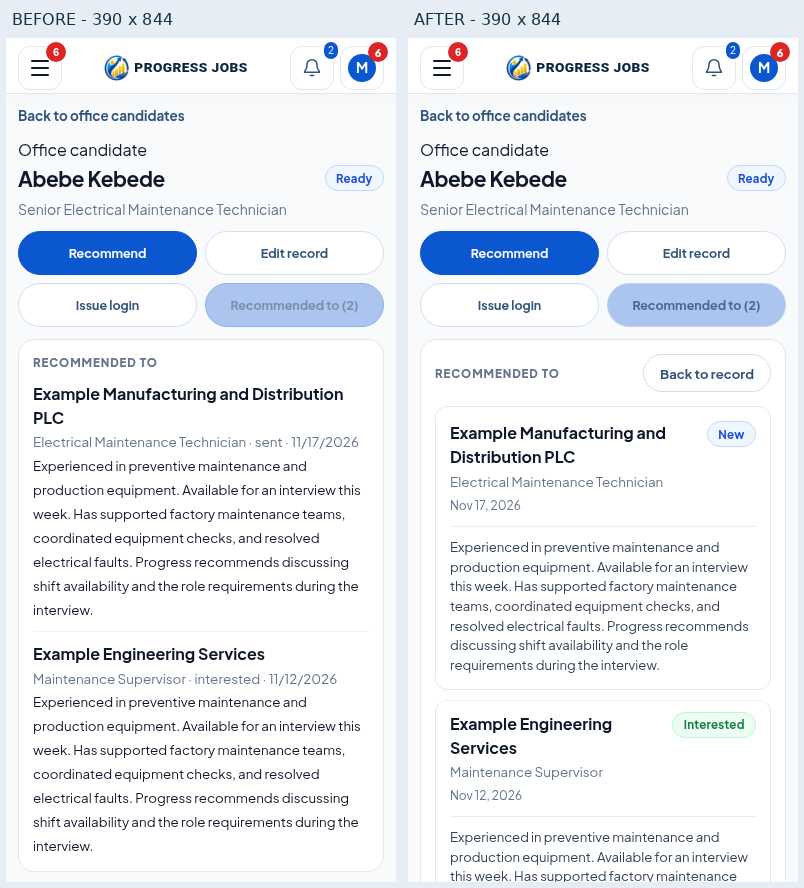 BEFORE - 390 x 844
6
PROGRESS JOBS
2
M
6
Back to office candidates
Office candidate
Abebe Kebede
Ready
Senior Electrical Maintenance Technician
Recommend
Edit record
Issue login
Recommended to (2)
RECOMMENDED TO
Example Manufacturing and Distribution
PLC
Electrical Maintenance Technician · sent · 11/17/2026
Experienced in preventive maintenance and
production equipment. Available for an interview this
week. Has supported factory maintenance teams,
coordinated equipment checks, and resolved
electrical faults. Progress recommends discussing
shift availability and the role requirements during the
interview.
Example Engineering Services
Maintenance Supervisor · interested · 11/12/2026
Experienced in preventive maintenance and
production equipment. Available for an interview this
week. Has supported factory maintenance teams,
coordinated equipment checks, and resolved
electrical faults. Progress recommends discussing
shift availability and the role requirements during the
interview.
AFTER - 390 x 844
6
PROGRESS JOBS
2
M
6
Back to office candidates
Office candidate
Abebe Kebede
Ready
Senior Electrical Maintenance Technician
Recommend
Edit record
Issue login
Recommended to (2)
RECOMMENDED TO
Back to record
Example Manufacturing and
Distribution PLC
New
Electrical Maintenance Technician
Nov 17, 2026
Experienced in preventive maintenance and
production equipment. Available for an interview
this week. Has supported factory maintenance
teams, coordinated equipment checks, and
resolved electrical faults. Progress recommends
discussing shift availability and the role
requirements during the interview.
Example Engineering
Services
Interested
Maintenance Supervisor
Nov 12, 2026
Experienced in preventive maintenance and
production equipment. Available for an interview
this week. Has supported factory maintenance